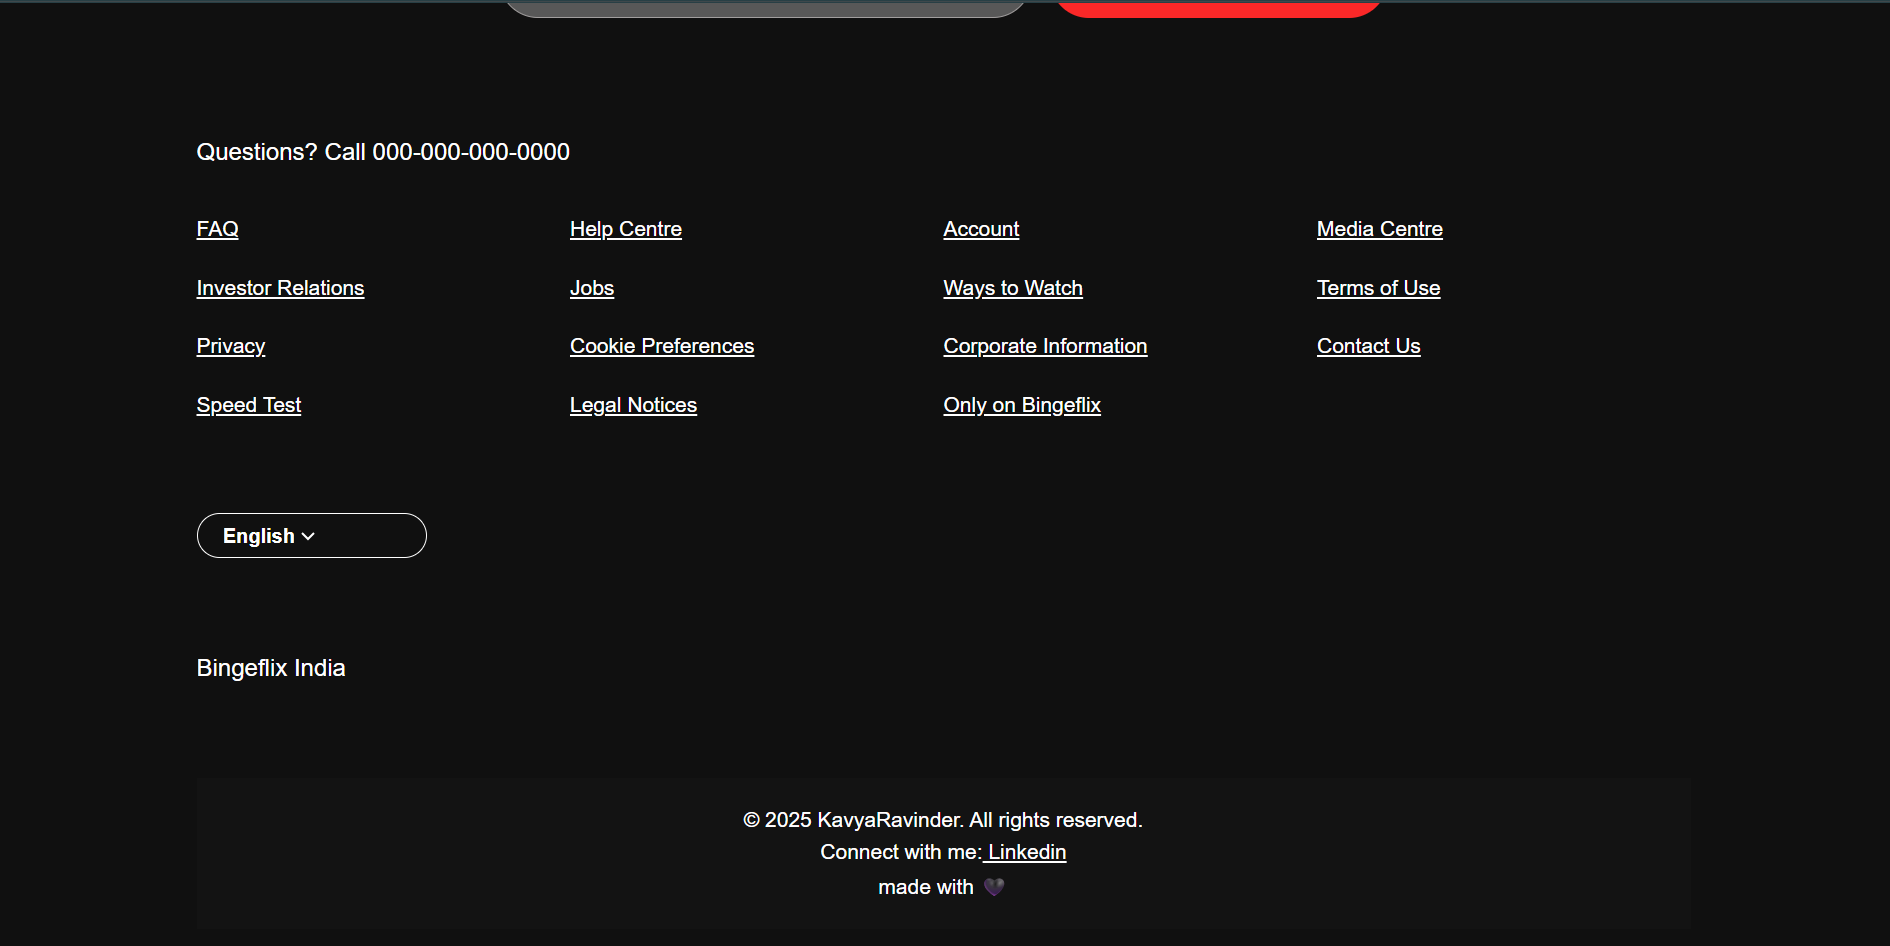 Questions? Call 000-000-000-0000
FAQ Help Centre Account Media Centre
Investor Relations Jobs Ways to Watch Terms of Use
Privacy Cookie Preferences Corporate Information Contact Us
Speed Test Legal Notices Only on Bingeflix
English
Bingeflix India
© 2025 KavyaRavinder. All rights reserved.
Connect with me: Linkedin
made with 🖤